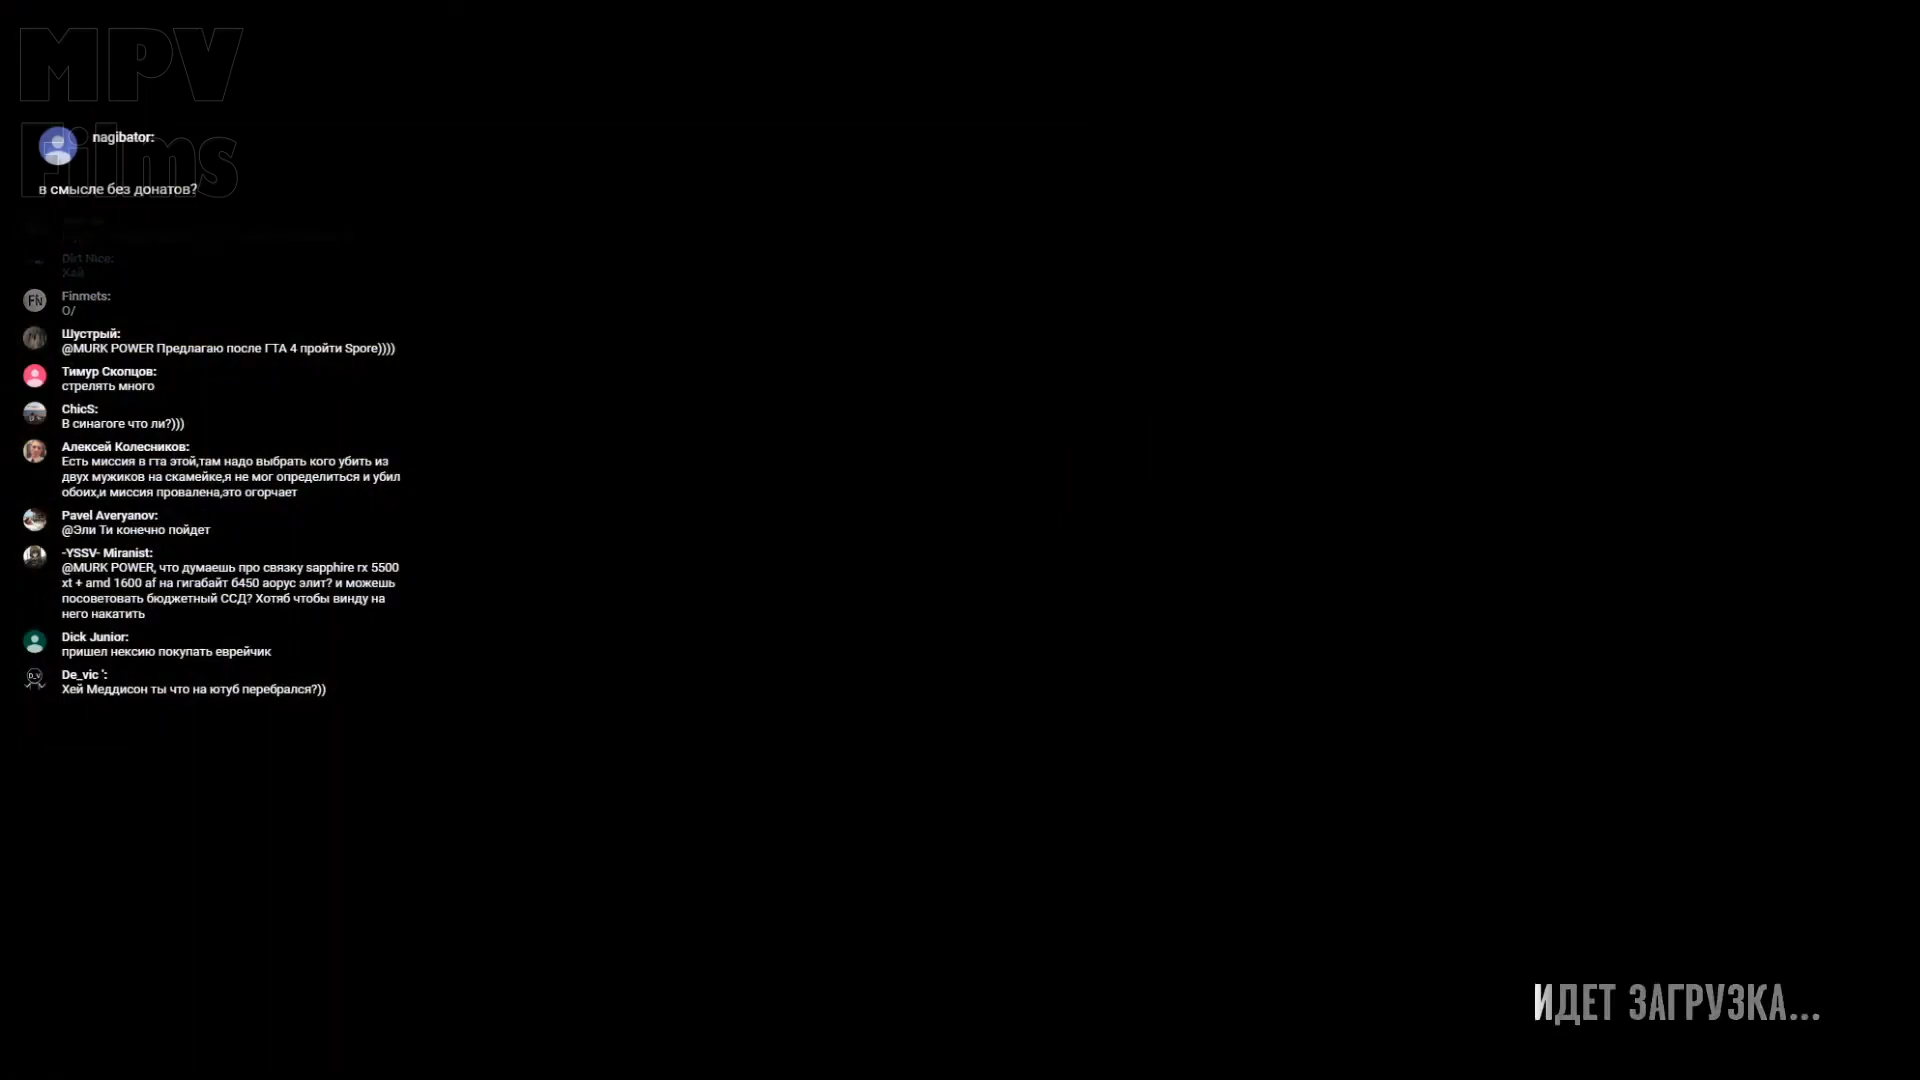 MPV
Films
nagibator:
в смысле без донатов?
Dirt Nice:
Хай
FN
Finmets:
O/
Шустрый:
@MURK POWER Предлагаю после ГТА 4 пройти Spore))))
Тимур Скопцов:
стрелять много
ChicS:
В синагоге что ли?)))
Алексей Колесников:
Есть миссия в гта этой,там надо выбрать кого убить из
двух мужиков на скамейке,я не мог определиться и убил
обоих,и миссия провалена,это огорчает
Pavel Averyanov:
@Эли Ти конечно пойдет
-YSSV- Miranist:
@MURK POWER, что думаешь про связку sapphire rx 5500
xt + amd 1600 af на гигабайт б450 аорус элит? и можешь
посоветовать бюджетный ССД? Хотяб чтобы винду на
него накатить
Dick Junior:
пришел нексию покупать еврейчик
De_vic ':
Хей Меддисон ты что на ютуб перебрался?))
ИДЕТ ЗАГРУЗКА...